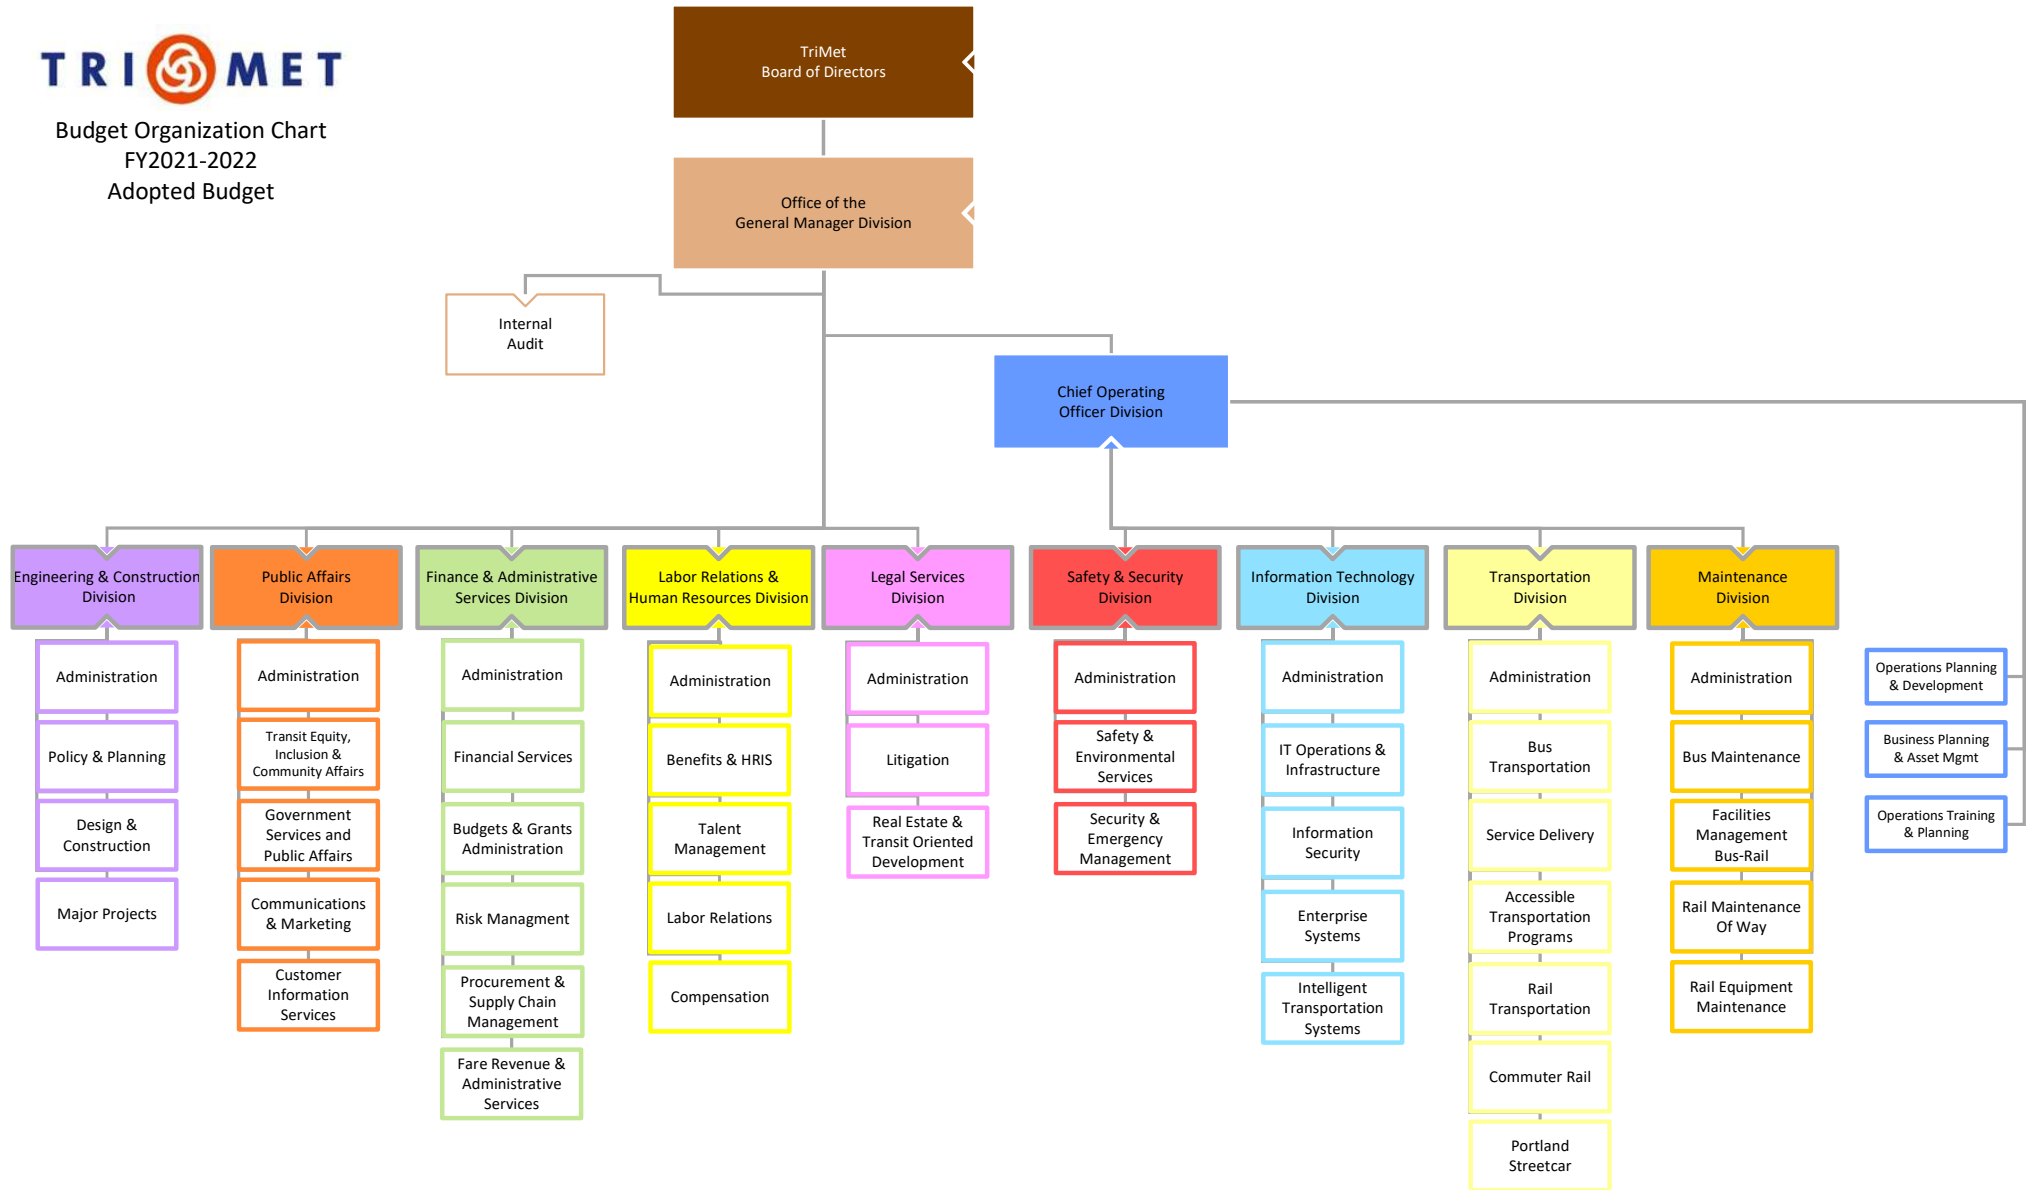 TRI MET
Budget Organization Chart
FY2021-2022
Adopted Budget
TriMet
Board of Directors
Office of the
General Manager Division
Internal
Audit
Chief Operating
Officer Division
Engineering & Construction
Division
Administration
Policy & Planning
Design &
Construction
Major Projects
Public Affairs
Division
Administration
Transit Equity,
Inclusion &
Community Affairs
Government
Services and
Public Affairs
Communications
& Marketing
Customer
Information
Services
Finance & Administrative
Services Division
Administration
Financial Services
Budgets & Grants
Administration
Risk Managment
Procurement &
Supply Chain
Management
Fare Revenue &
Administrative
Services
Labor Relations &
Human Resources Division
Administration
Benefits & HRIS
Talent
Management
Labor Relations
Compensation
Legal Services
Division
Administration
Litigation
Real Estate &
Transit Oriented
Development
Safety & Security
Division
Administration
Safety &
Environmental
Services
Security &
Emergency
Management
Information Technology
Division
Administration
IT Operations &
Infrastructure
Information
Security
Enterprise
Systems
Intelligent
Transportation
Systems
Transportation
Division
Administration
Bus
Transportation
Service Delivery
Accessible
Transportation
Programs
Rail
Transportation
Commuter Rail
Portland
Streetcar
Maintenance
Division
Administration
Bus Maintenance
Facilities
Management
Bus-Rail
Rail Maintenance
Of Way
Rail Equipment
Maintenance
Operations Planning
& Development
Business Planning
& Asset Mgmt
Operations Training
& Planning